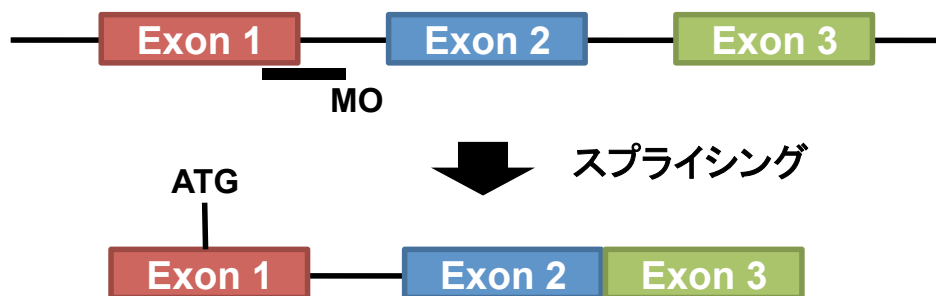 Exon 1 Exon 2 Exon 3
MO
スプライシング
ATG
Exon 1 Exon 2 Exon 3